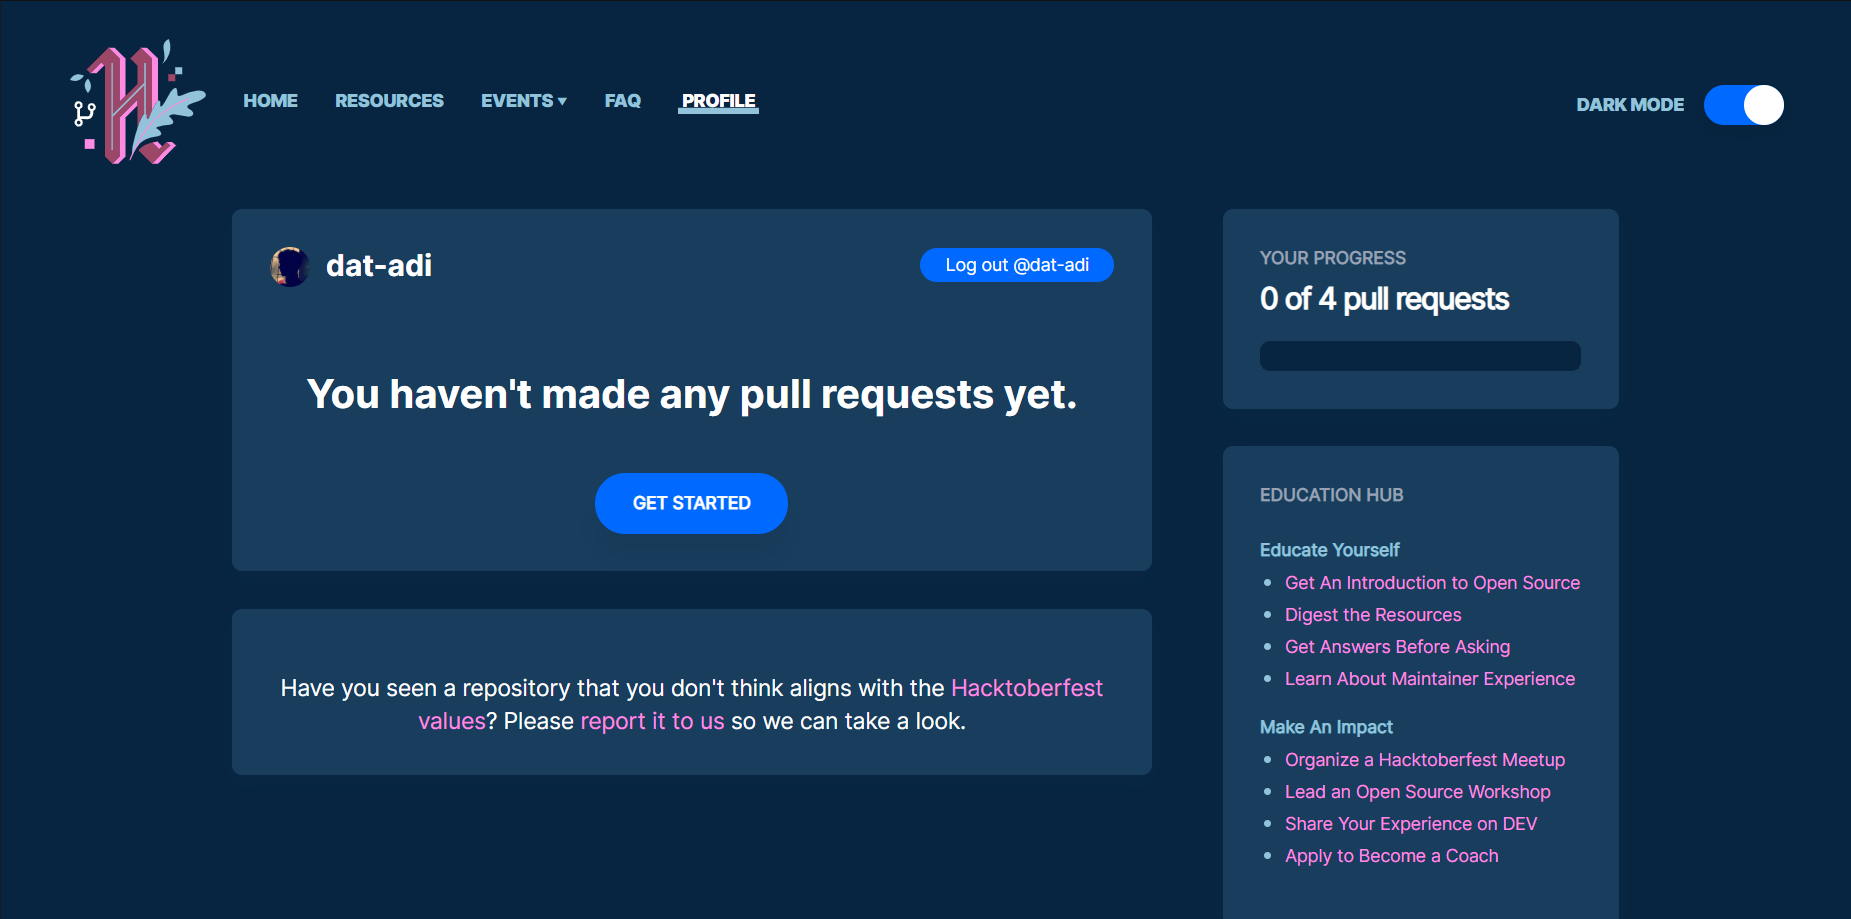 HOME RESOURCES EVENTS ▾ FAQ PROFILE
DARK MODE
dat-adi
Log out @dat-adi
You haven't made any pull requests yet.
GET STARTED
Have you seen a repository that you don't think aligns with the Hacktoberfest
values? Please report it to us so we can take a look.
YOUR PROGRESS
0 of 4 pull requests
EDUCATION HUB
Educate Yourself
Get An Introduction to Open Source
Digest the Resources
Get Answers Before Asking
Learn About Maintainer Experience
Make An Impact
Organize a Hacktoberfest Meetup
Lead an Open Source Workshop
Share Your Experience on DEV
Apply to Become a Coach